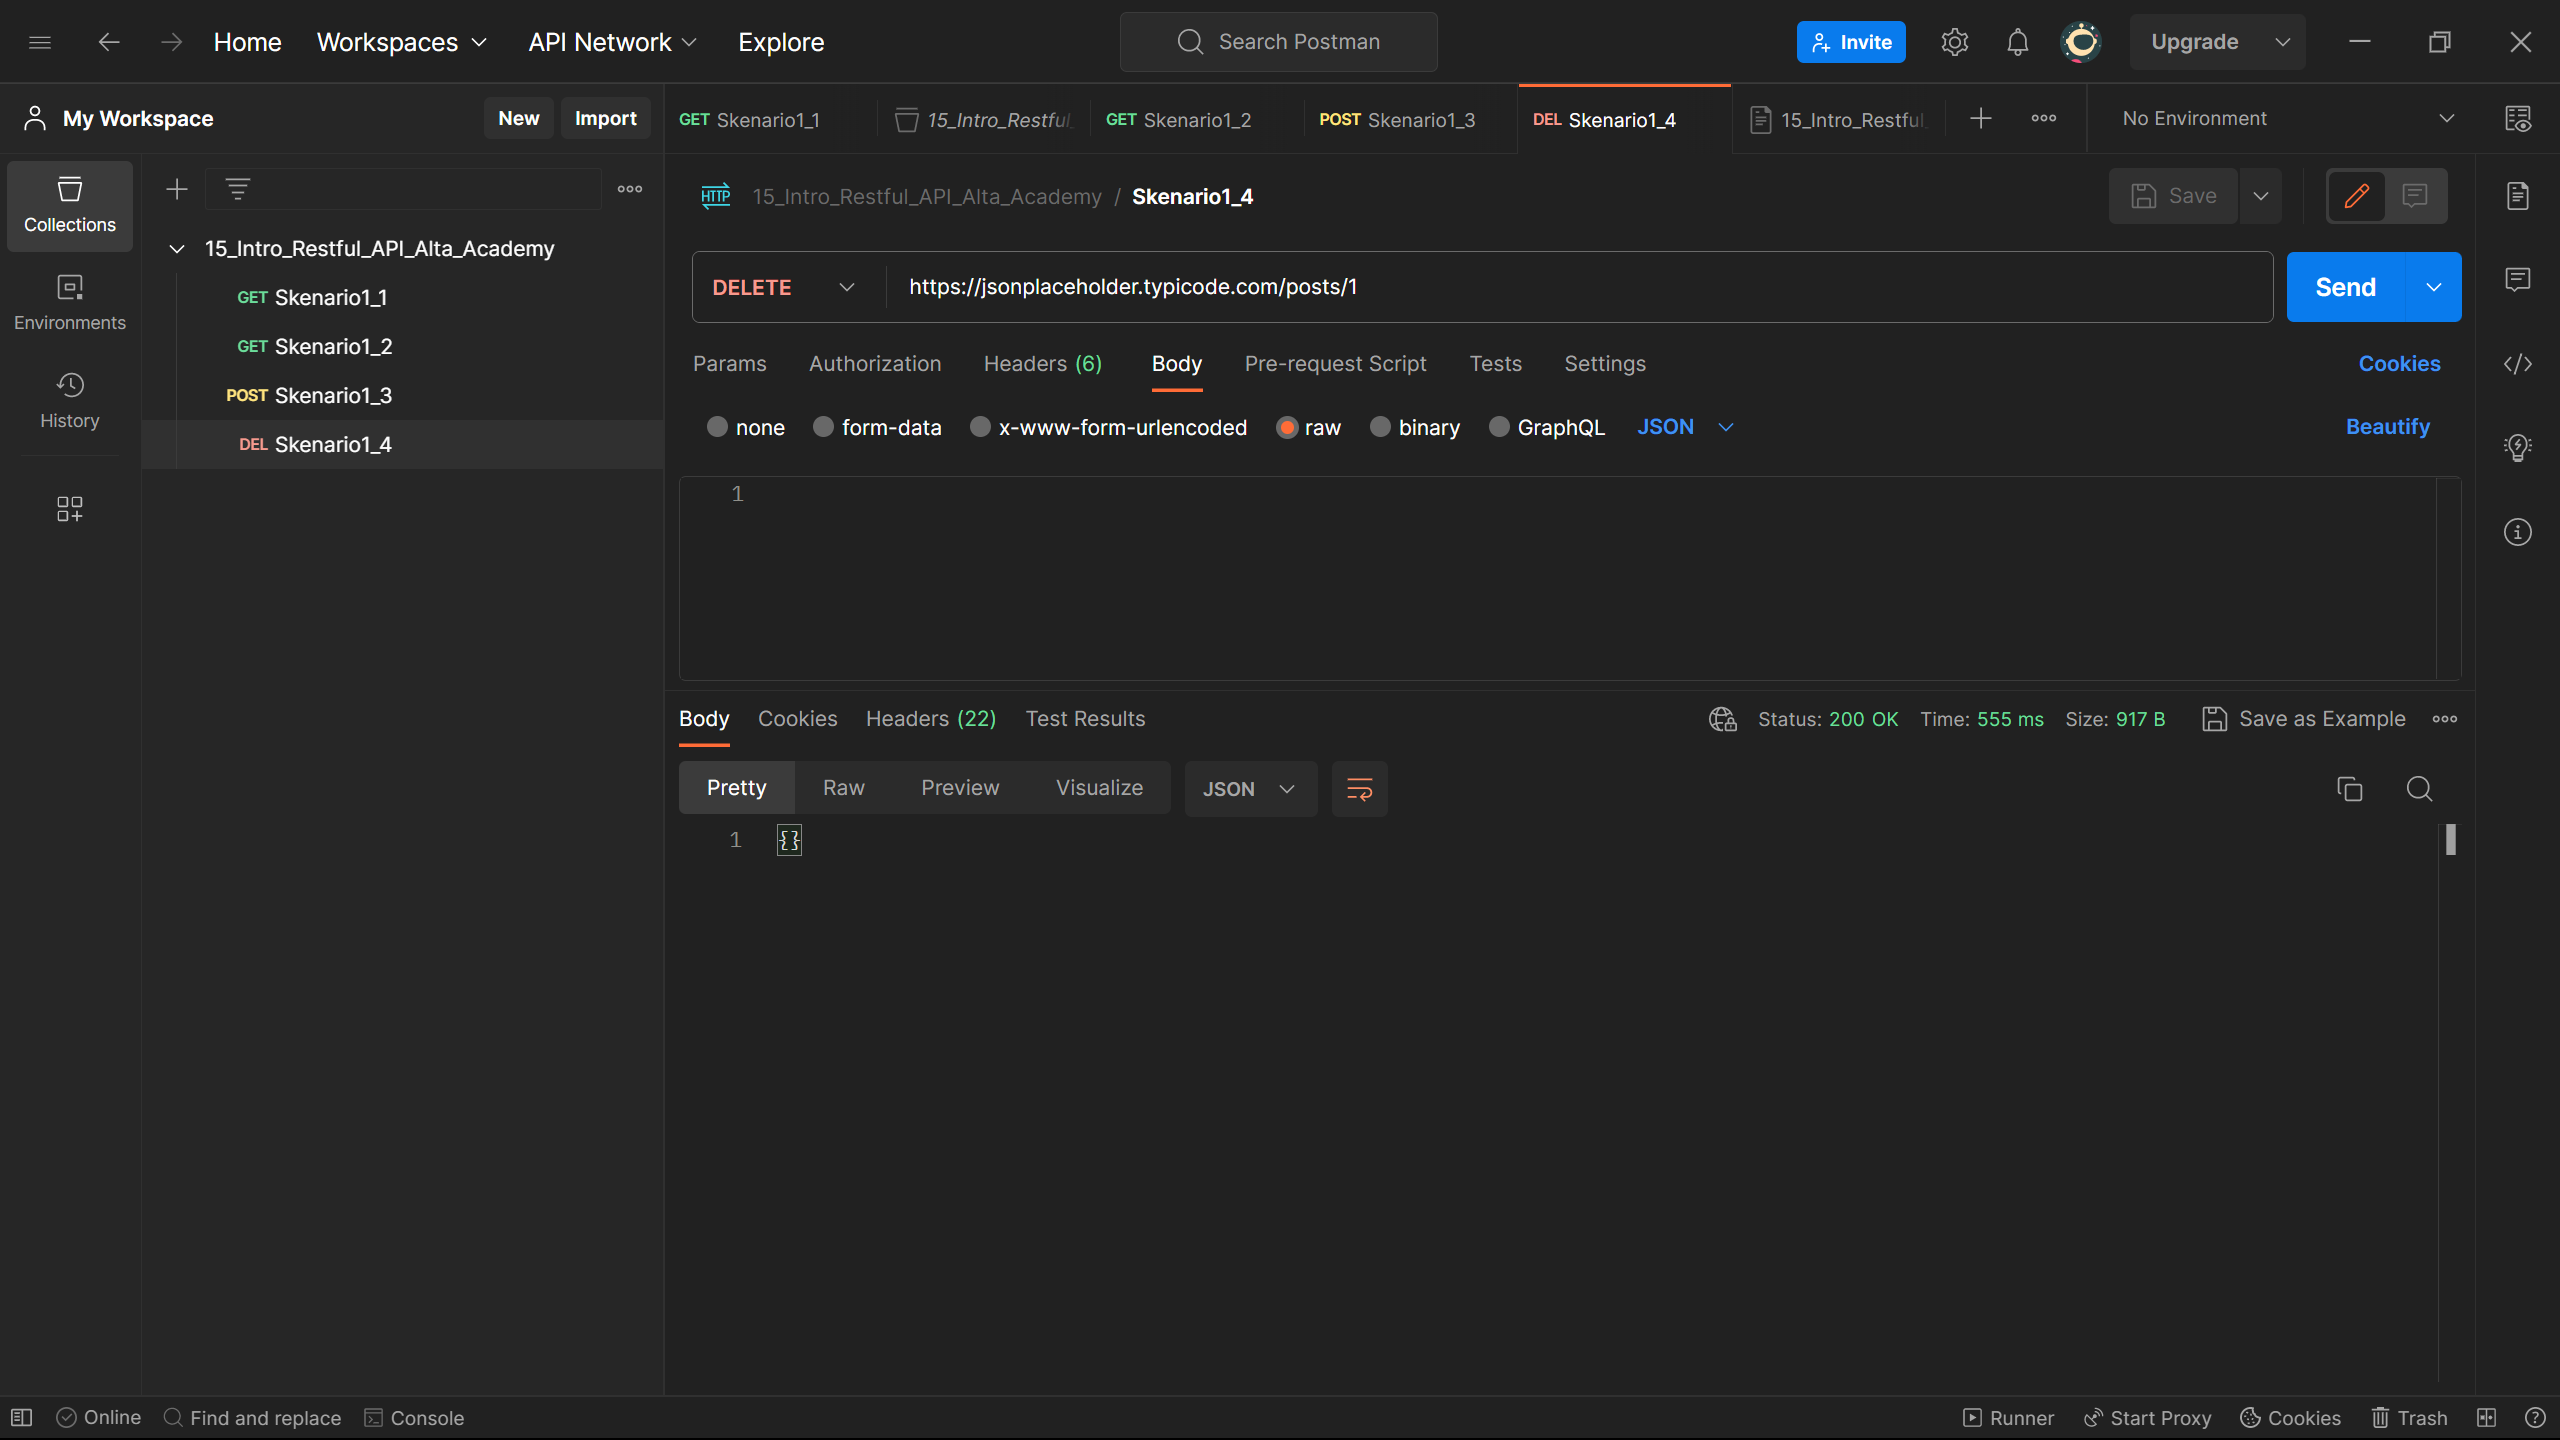 Home Workspaces API Network Explore Search Postman Invite Upgrade
My Workspace New Import
GET Skenario1_1 15_Intro_Restful_ GET Skenario1_2 POST Skenario1_3 DEL Skenario1_4 15_Intro_Restful_ No Environment
Collections
Environments
History
15_Intro_Restful_API_Alta_Academy
GET Skenario1_1
GET Skenario1_2
POST Skenario1_3
DEL Skenario1_4
HTTP 15_Intro_Restful_API_Alta_Academy / Skenario1_4 Save
DELETE https://jsonplaceholder.typicode.com/posts/1 Send
Params Authorization Headers (6) Body Pre-request Script Tests Settings Cookies
none form-data x-www-form-urlencoded raw binary GraphQL JSON Beautify
1
Body Cookies Headers (22) Test Results Status: 200 OK Time: 555 ms Size: 917 B Save as Example
Pretty Raw Preview Visualize JSON
1 {}
Online Find and replace Console Runner Start Proxy Cookies Trash